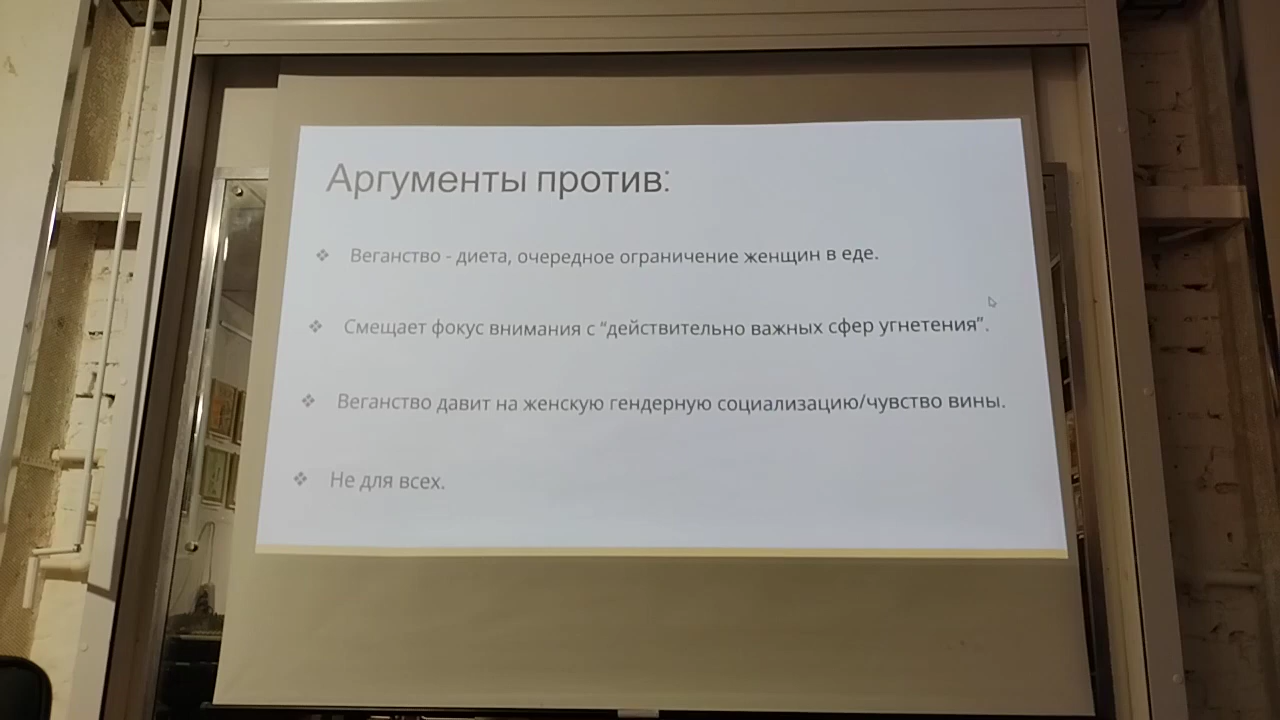 Аргументы против:
❖ Веганство - диета, очередное ограничение женщин в еде.
❖ Смещает фокус внимания с “действительно важных сфер угнетения”.
❖ Веганство давит на женскую гендерную социализацию/чувство вины.
❖ Не для всех.